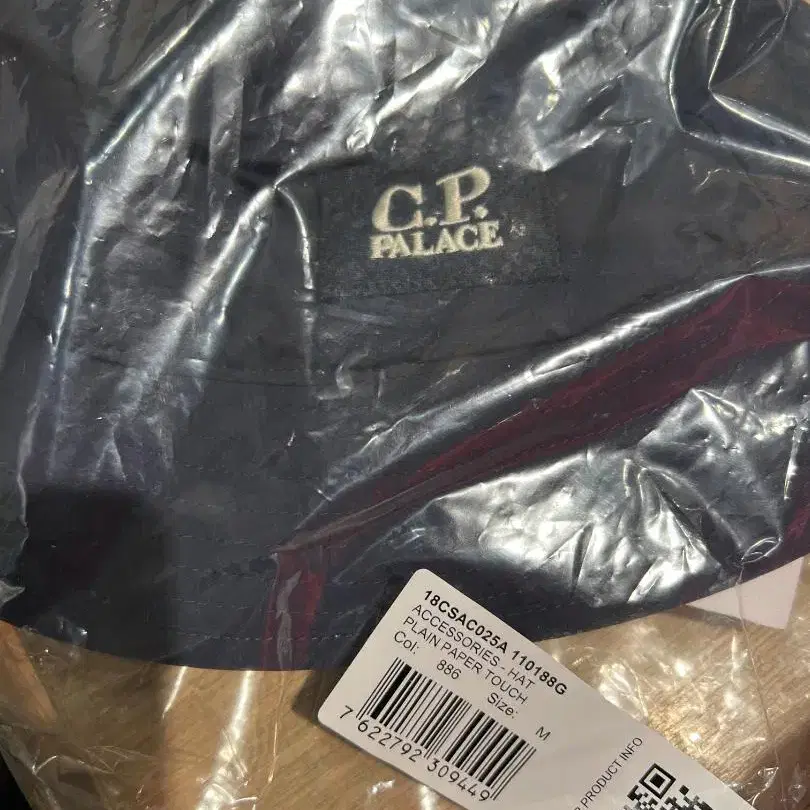 C.P.
PALACE
18CSAC025A 110188G
ACCESSORIES - HAT
PLAIN PAPER TOUCH
Col: 886 Size: M
7 622792 309449
PRODUCT INFO